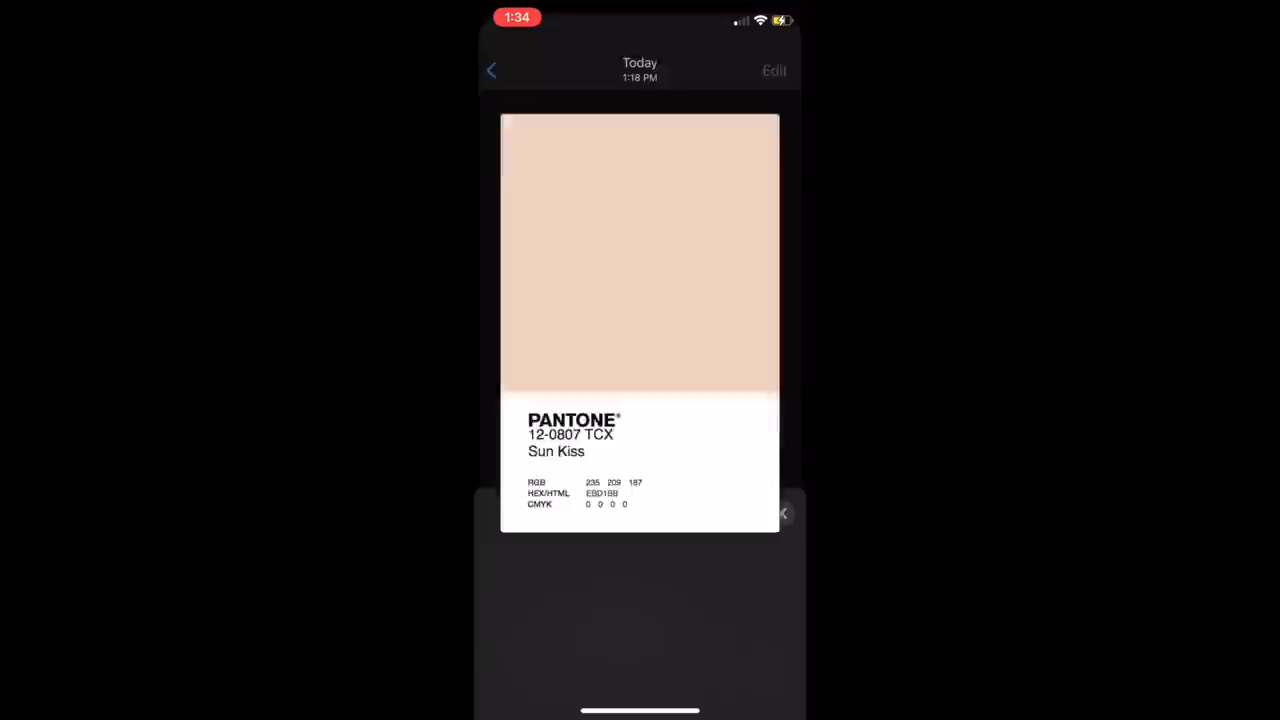 1:34
Today
1:18 PM
Edit
PANTONE®
12-0807 TCX
Sun Kiss
RGB 235 209 187
HEX/HTML EBD1BB
CMYK 0 0 0 0